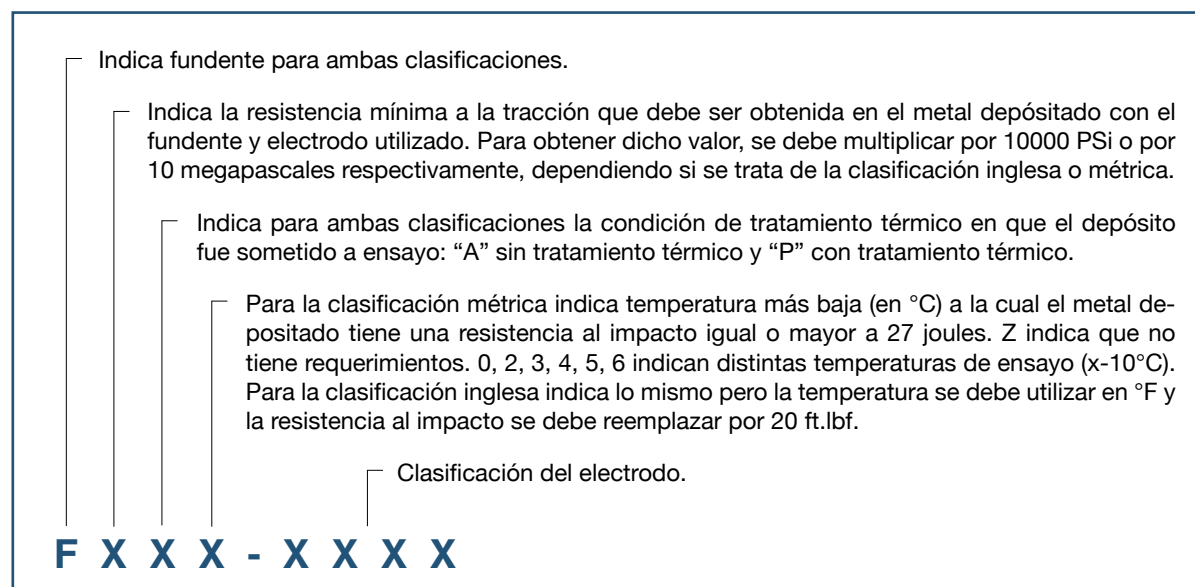 Indica fundente para ambas clasificaciones.
Indica la resistencia mínima a la tracción que debe ser obtenida en el metal depósitado con el
fundente y electrodo utilizado. Para obtener dicho valor, se debe multiplicar por 10000 PSi o por
10 megapascales respectivamente, dependiendo si se trata de la clasificación inglesa o métrica.
Indica para ambas clasificaciones la condición de tratamiento térmico en que el depósito
fue sometido a ensayo: “A” sin tratamiento térmico y “P” con tratamiento térmico.
Para la clasificación métrica indica temperatura más baja (en °C) a la cual el metal de-
positado tiene una resistencia al impacto igual o mayor a 27 joules. Z indica que no
tiene requerimientos. 0, 2, 3, 4, 5, 6 indican distintas temperaturas de ensayo (x-10°C).
Para la clasificación inglesa indica lo mismo pero la temperatura se debe utilizar en °F y
la resistencia al impacto se debe reemplazar por 20 ft.lbf.
Clasificación del electrodo.
F X X X - X X X X